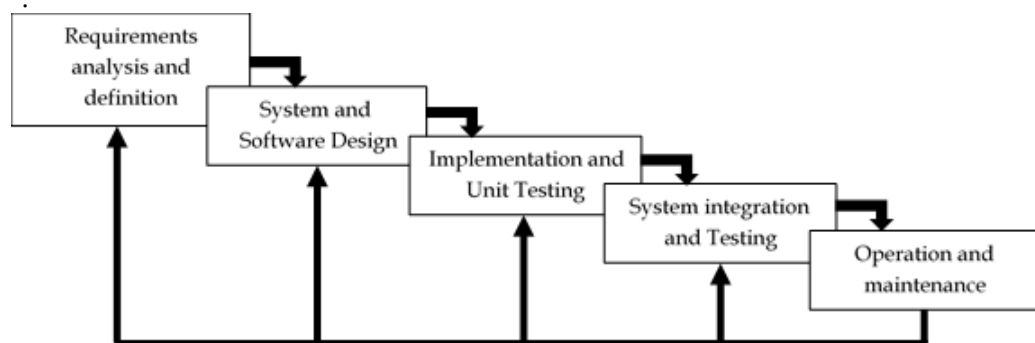 Requirements
analysis and
definition
System and
Software Design
Implementation and
Unit Testing
System integration
and Testing
Operation and
maintenance